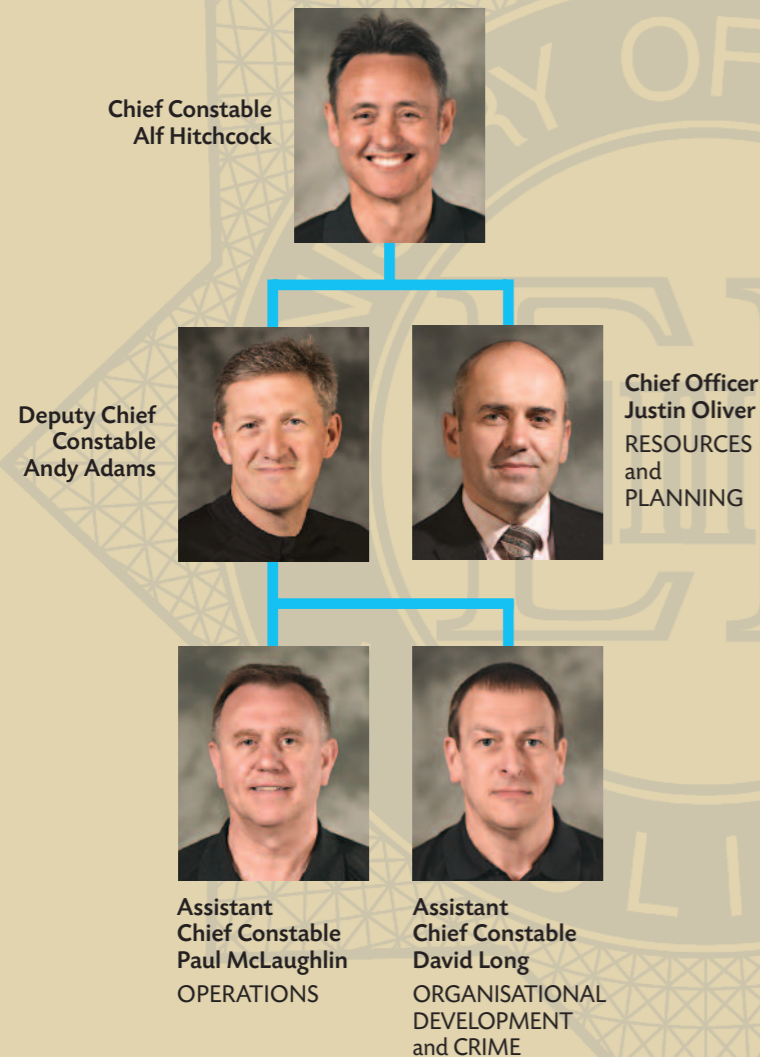 Chief Constable
Alf Hitchcock
Deputy Chief
Constable
Andy Adams
Chief Officer
Justin Oliver
RESOURCES
and
PLANNING
Assistant
Chief Constable
Paul McLaughlin
OPERATIONS
Assistant
Chief Constable
David Long
ORGANISATIONAL
DEVELOPMENT
and CRIME